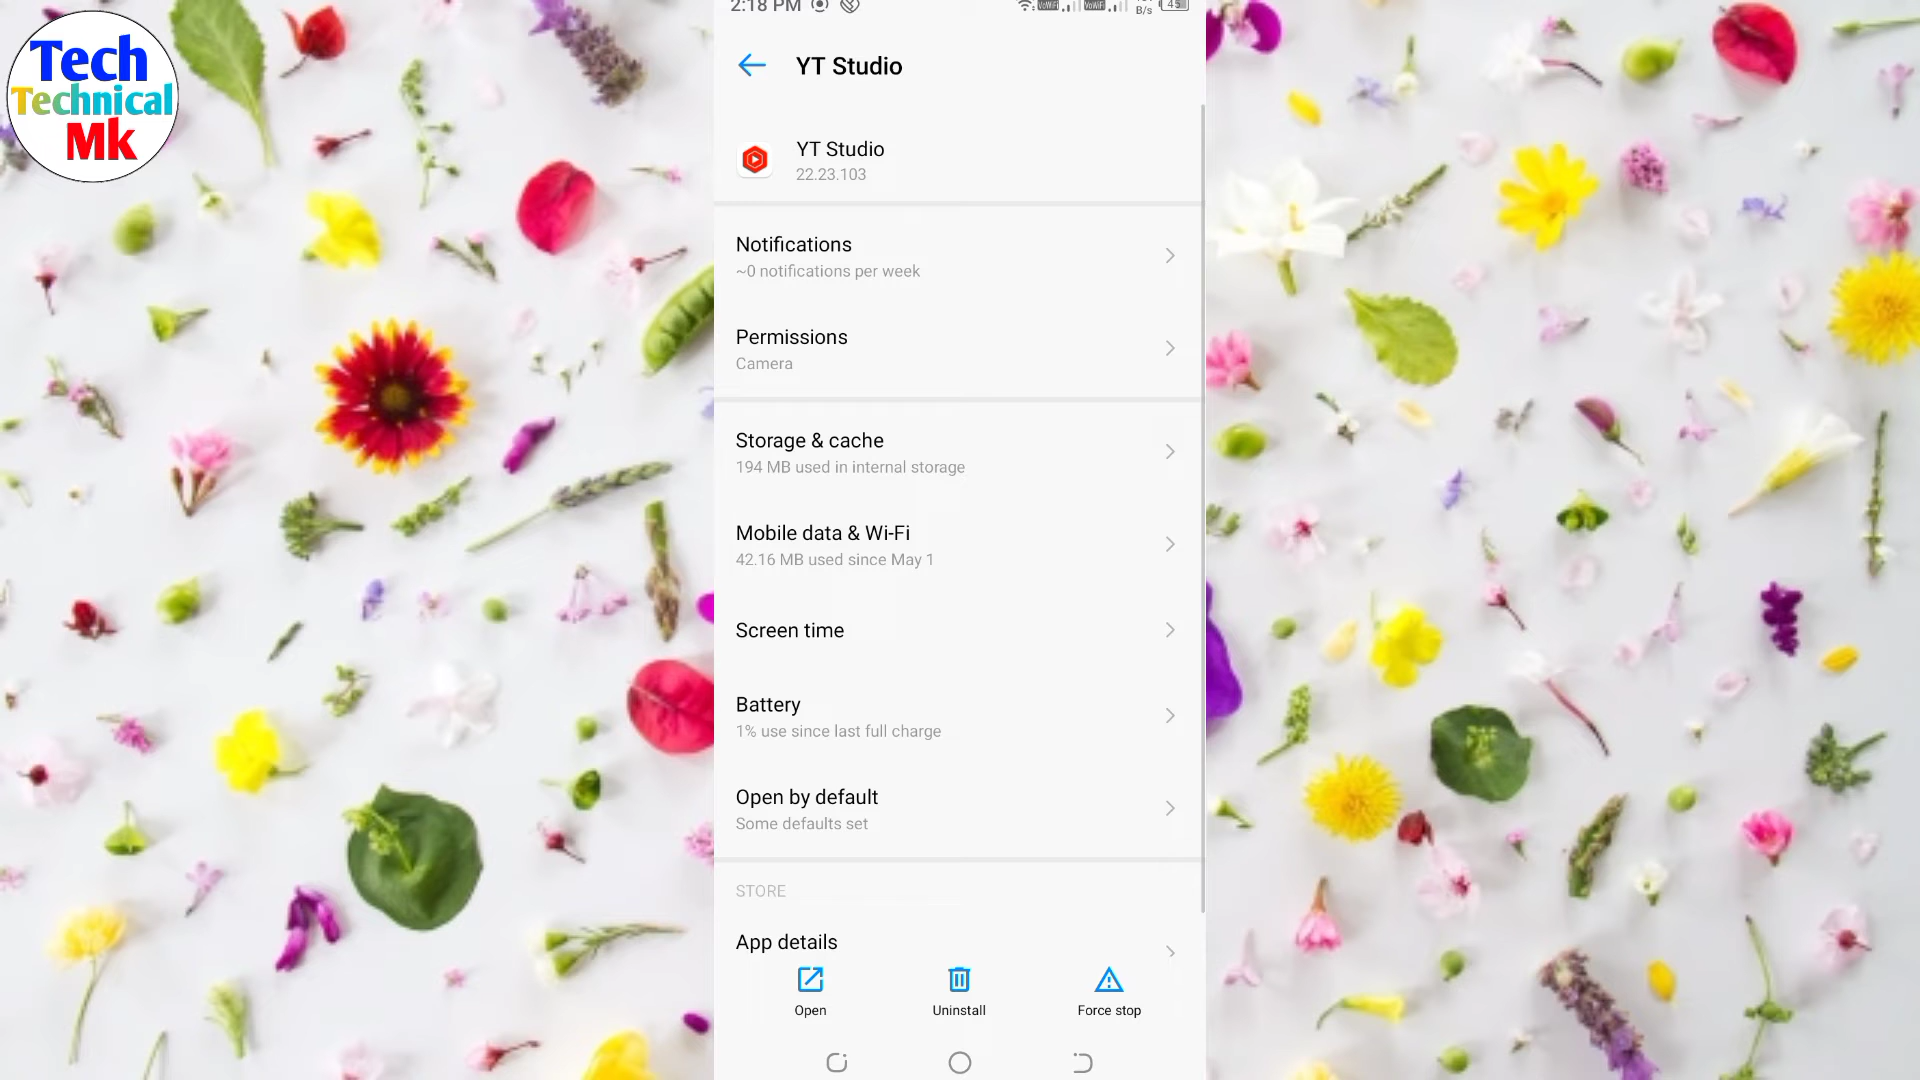 Tech
Technical
Mk
2:18 PM
B/s
45
YT Studio
YT Studio
22.23.103
Notifications
~0 notifications per week
Permissions
Camera
Storage & cache
194 MB used in internal storage
Mobile data & Wi-Fi
42.16 MB used since May 1
Screen time
Battery
1% use since last full charge
Open by default
Some defaults set
STORE
App details
Open
Uninstall
Force stop